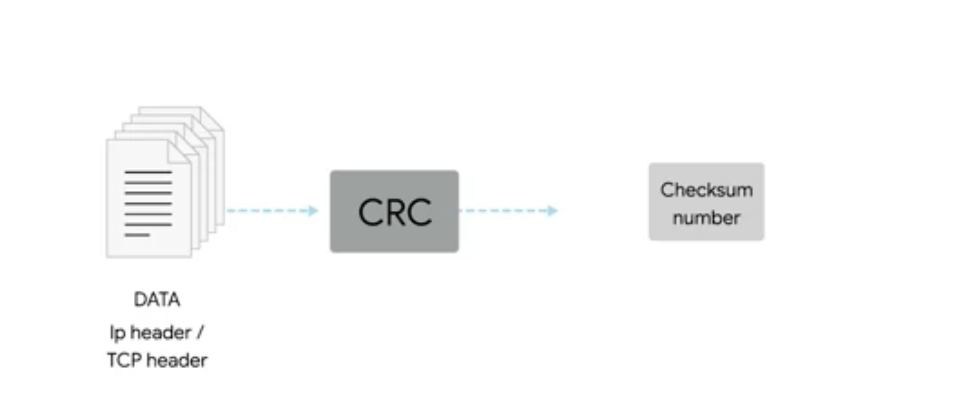 CRC
Checksum
number
DATA
Ip header /
TCP header